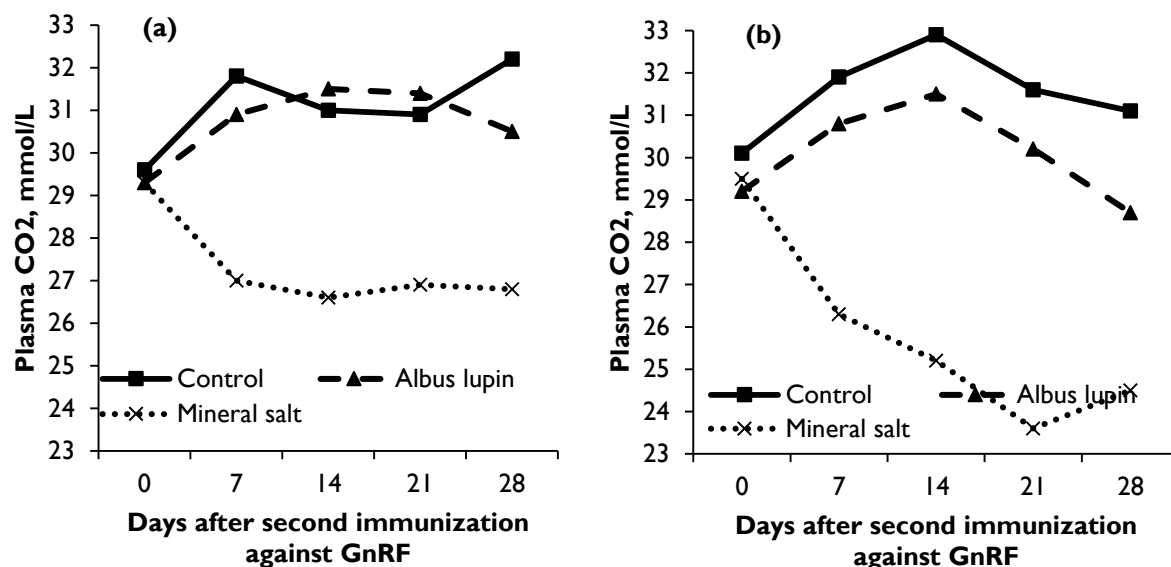 (a)
33
32
31
30
29
28
27
26
25
24
23
Plasma CO2, mmol/L
Control
Albus lupin
Mineral salt
0 7 14 21 28
Days after second immunization
against GnRF
(b)
33
32
31
30
29
28
27
26
25
24
23
Plasma CO2, mmol/L
Control
Albus lupin
Mineral salt
0 7 14 21 28
Days after second immunization
against GnRF